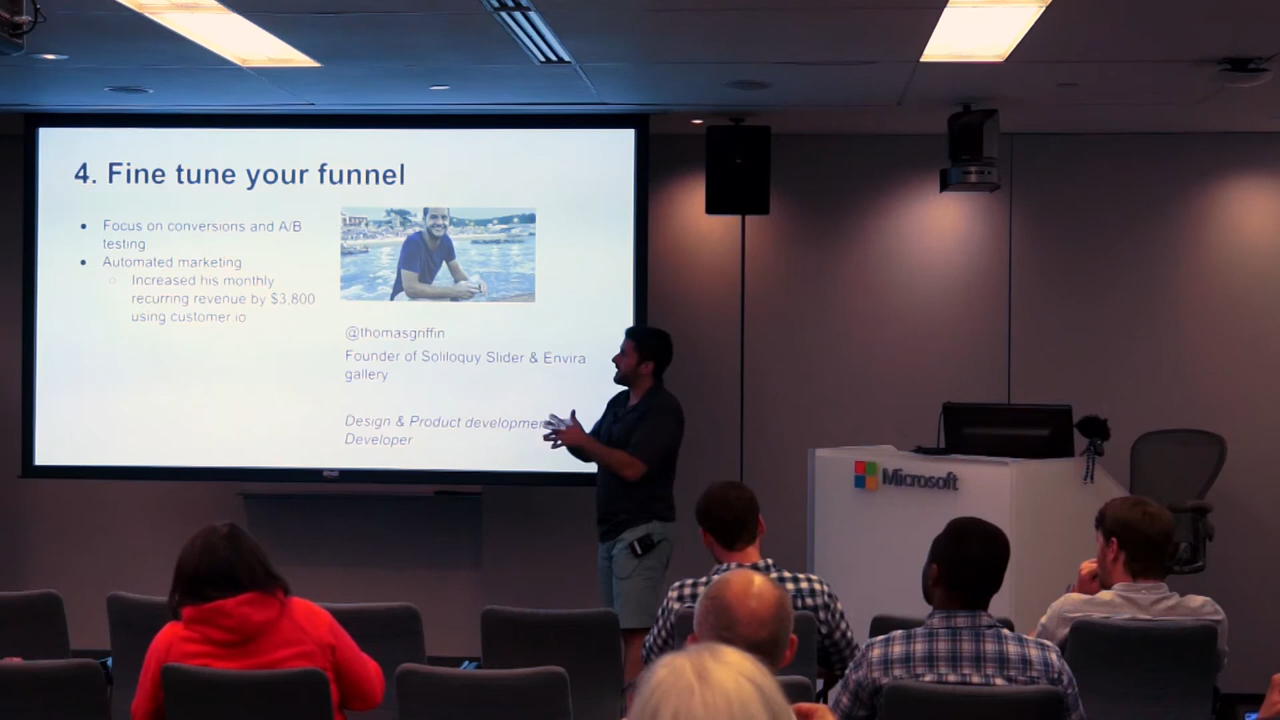 4. Fine tune your funnel
Focus on conversions and A/B
testing
Automated marketing
Increased his monthly
recurring revenue by $3,800
using customer.io
@thomasgriffin
Founder of Soliloquy Slider & Envira
gallery
Design & Product development
Developer
Microsoft